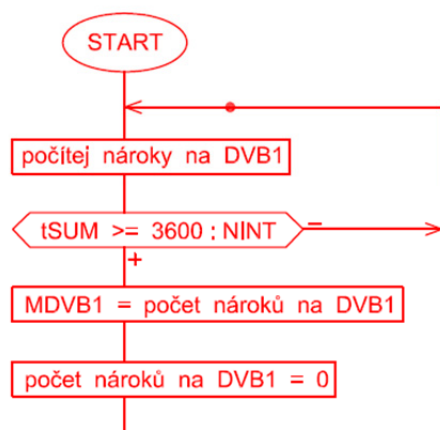 START
počítej nároky na DVB1
tSUM >= 3600 : NINT
–
+
MDVB1 = počet nároků na DVB1
počet nároků na DVB1 = 0